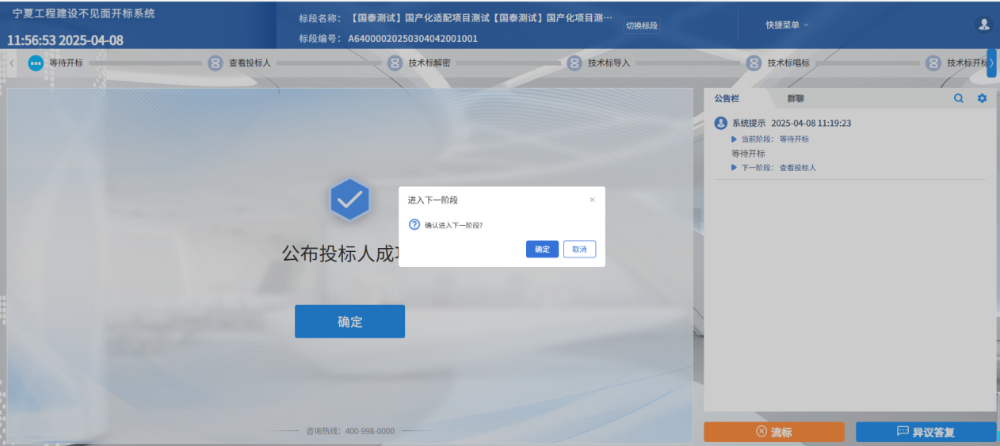 宁夏工程建设不见面开标系统
11:56:53 2025-04-08
标段名称： 【国泰测试】国产化适配项目测试【国泰测试】国产化项目测…
标段编号： A64000020250304042001001
切换标段
快捷菜单
等待开标
查看投标人
技术标解密
技术标导入
技术标唱标
技术标开标
公布投标人成
确定
咨询热线：400-998-0000
进入下一阶段
确认进入下一阶段?
确定 取消
公告栏 群聊
系统提示 2025-04-08 11:19:23
当前阶段： 等待开标
等待开标
下一阶段： 查看投标人
流标
异议答复